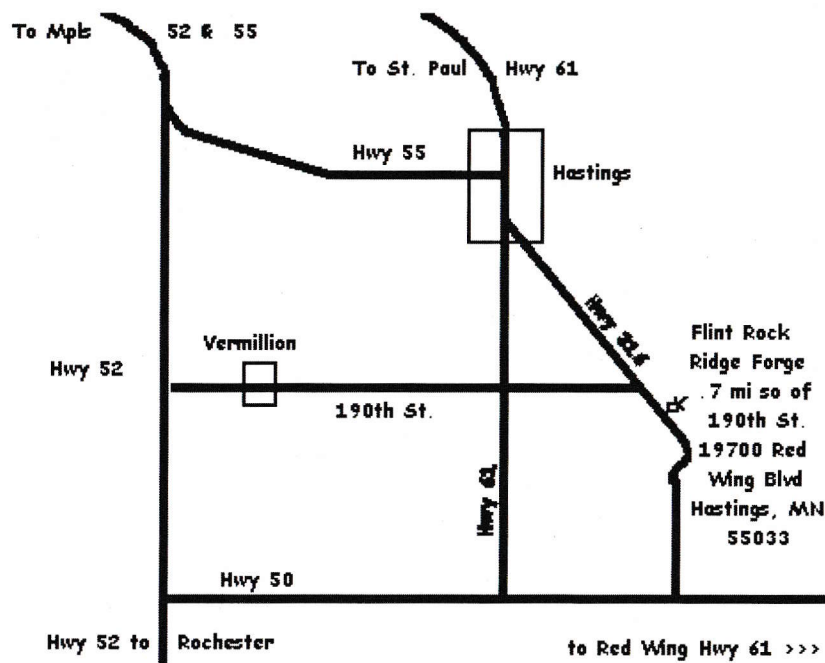 To Mpls
52 & 55
To St. Paul
Hwy 61
Hwy 55
Hastings
Hwy
Vermillion
Hwy 52
190th St.
Flint Rock
Ridge Forge
.7 mi so of
190th St.
19700 Red
Wing Blvd
Hastings, MN
55033
Hwy 61
Hwy 50
Hwy 52 to Rochester
to Red Wing Hwy 61 >>>